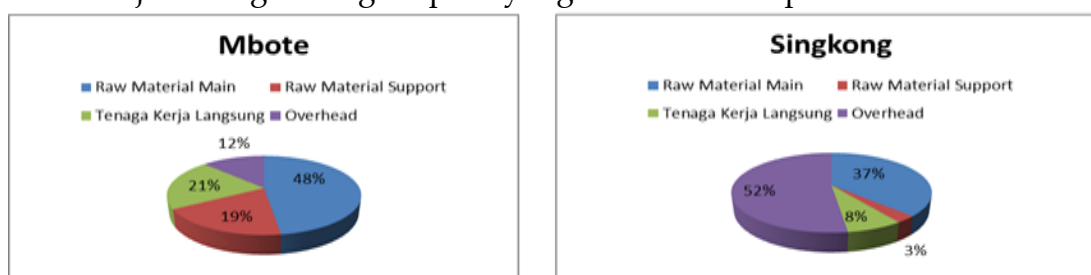 Mbote
Raw Material Main Raw Material Support
Tenaga Kerja Langsung Overhead
12%
48%
21%
19%
Singkong
Raw Material Main Raw Material Support
Tenaga Kerja Langsung Overhead
37%
52%
8%
3%